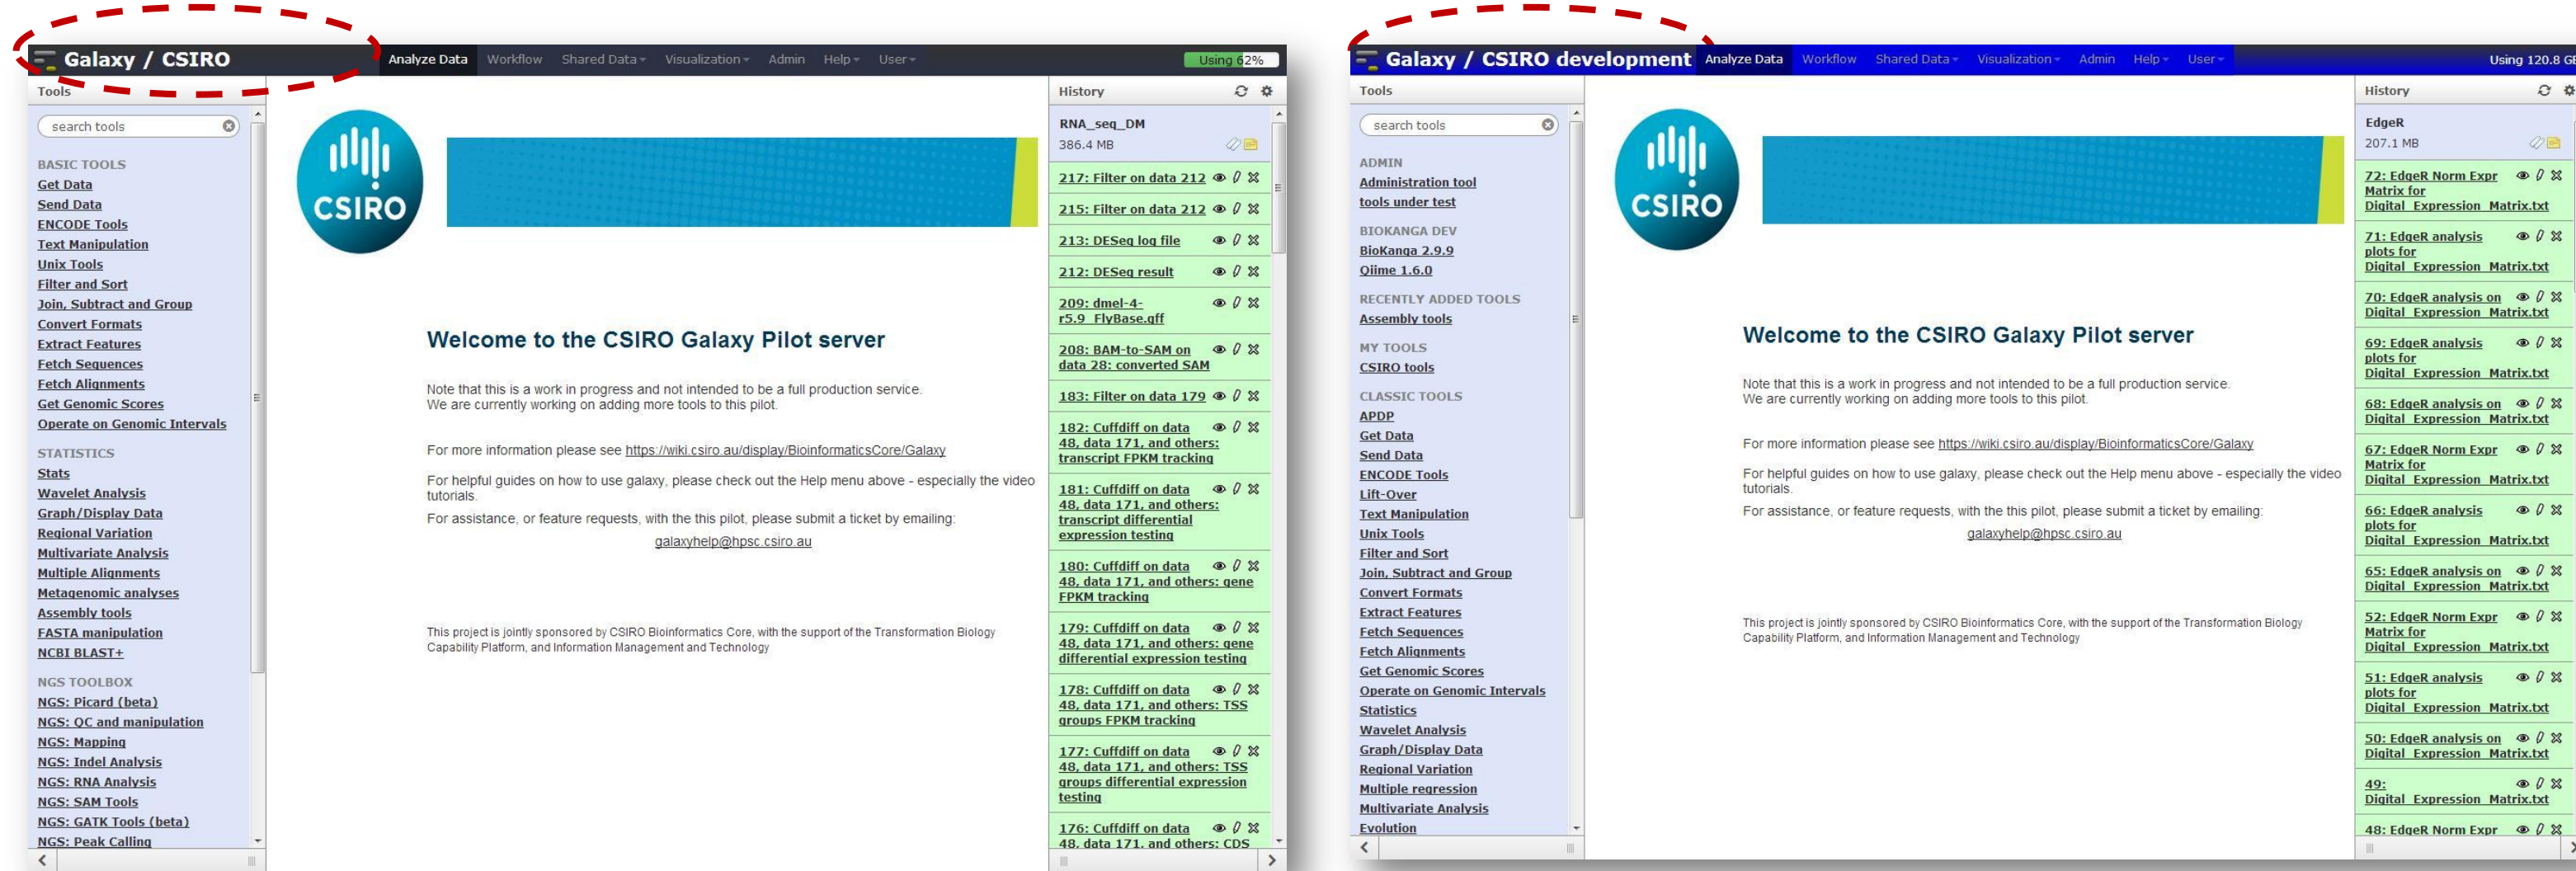 Galaxy / CSIRO
Analyze Data Workflow Shared Data Visualization Admin Help User
Using 62%
Tools
search tools
BASIC TOOLS
Get Data
Send Data
ENCODE Tools
Text Manipulation
Unix Tools
Filter and Sort
Join, Subtract and Group
Convert Formats
Extract Features
Fetch Sequences
Fetch Alignments
Get Genomic Scores
Operate on Genomic Intervals
STATISTICS
Stats
Wavelet Analysis
Graph/Display Data
Regional Variation
Multivariate Analysis
Multiple Alignments
Metagenomic analyses
Assembly tools
FASTA manipulation
NCBI BLAST+
NGS TOOLBOX
NGS: Picard (beta)
NGS: QC and manipulation
NGS: Mapping
NGS: Indel Analysis
NGS: RNA Analysis
NGS: SAM Tools
NGS: GATK Tools (beta)
NGS: Peak Calling
CSIRO
Welcome to the CSIRO Galaxy Pilot server
Note that this is a work in progress and not intended to be a full production service.
We are currently working on adding more tools to this pilot.
For more information please see https://wiki.csiro.au/display/BioinformaticsCore/Galaxy
For helpful guides on how to use galaxy, please check out the Help menu above - especially the video
tutorials.
For assistance, or feature requests, with the this pilot, please submit a ticket by emailing:
galaxyhelp@hpsc.csiro.au
This project is jointly sponsored by CSIRO Bioinformatics Core, with the support of the Transformation Biology
Capability Platform, and Information Management and Technology
History
RNA_seq_DM
386.4 MB
217: Filter on data 212
215: Filter on data 212
213: DESeq log file
212: DESeq result
209: dmel-4-
r5.9_FlyBase.gff
208: BAM-to-SAM on
data 28: converted SAM
183: Filter on data 179
182: Cuffdiff on data
48, data 171, and others:
transcript FPKM tracking
181: Cuffdiff on data
48, data 171, and others:
transcript differential
expression testing
180: Cuffdiff on data
48, data 171, and others: gene
FPKM tracking
179: Cuffdiff on data
48, data 171, and others: gene
differential expression testing
178: Cuffdiff on data
48, data 171, and others: TSS
groups FPKM tracking
177: Cuffdiff on data
48, data 171, and others: TSS
groups differential expression
testing
176: Cuffdiff on data
48, data 171, and others: CDS
Galaxy / CSIRO development
Analyze Data Workflow Shared Data Visualization Admin Help User
Using 120.8 GB
Tools
search tools
ADMIN
Administration tool
tools under test
BIOKANGA DEV
BioKanga 2.9.9
Qiime 1.6.0
RECENTLY ADDED TOOLS
Assembly tools
MY TOOLS
CSIRO tools
CLASSIC TOOLS
APDP
Get Data
Send Data
ENCODE Tools
Lift-Over
Text Manipulation
Unix Tools
Filter and Sort
Join, Subtract and Group
Convert Formats
Extract Features
Fetch Sequences
Fetch Alignments
Get Genomic Scores
Operate on Genomic Intervals
Statistics
Wavelet Analysis
Graph/Display Data
Regional Variation
Multiple regression
Multivariate Analysis
Evolution
CSIRO
Welcome to the CSIRO Galaxy Pilot server
Note that this is a work in progress and not intended to be a full production service.
We are currently working on adding more tools to this pilot.
For more information please see https://wiki.csiro.au/display/BioinformaticsCore/Galaxy
For helpful guides on how to use galaxy, please check out the Help menu above - especially the video
tutorials.
For assistance, or feature requests, with the this pilot, please submit a ticket by emailing:
galaxyhelp@hpsc.csiro.au
This project is jointly sponsored by CSIRO Bioinformatics Core, with the support of the Transformation Biology
Capability Platform, and Information Management and Technology
History
EdgeR
207.1 MB
72: EdgeR Norm Expr
Matrix for
Digital_Expression_Matrix.txt
71: EdgeR analysis
plots for
Digital_Expression_Matrix.txt
70: EdgeR analysis on
Digital_Expression_Matrix.txt
69: EdgeR analysis
plots for
Digital_Expression_Matrix.txt
68: EdgeR analysis on
Digital_Expression_Matrix.txt
67: EdgeR Norm Expr
Matrix for
Digital_Expression_Matrix.txt
66: EdgeR analysis
plots for
Digital_Expression_Matrix.txt
65: EdgeR analysis on
Digital_Expression_Matrix.txt
52: EdgeR Norm Expr
Matrix for
Digital_Expression_Matrix.txt
51: EdgeR analysis
plots for
Digital_Expression_Matrix.txt
50: EdgeR analysis on
Digital_Expression_Matrix.txt
49:
Digital_Expression_Matrix.txt
48: EdgeR Norm Expr